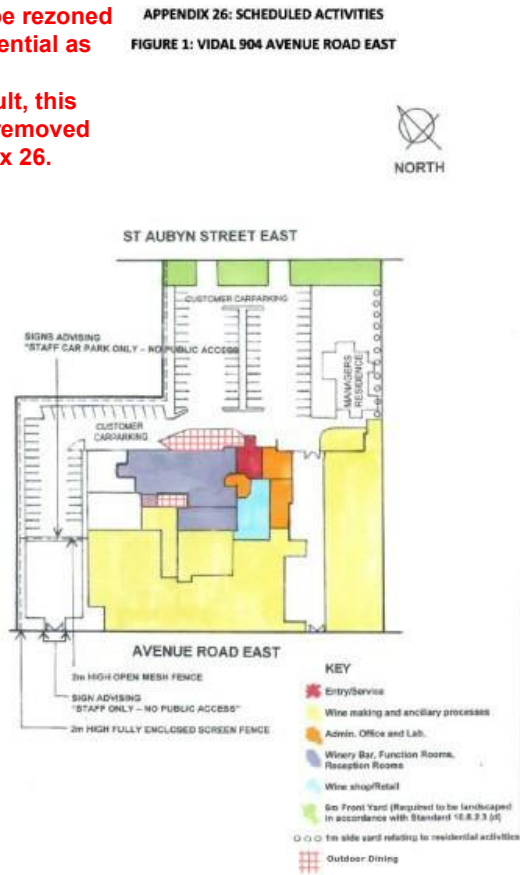 be rezoned
ential as
ult, this
removed
x 26.
APPENDIX 26: SCHEDULED ACTIVITIES
FIGURE 1: VIDAL 904 AVENUE ROAD EAST
NORTH
ST AUBYN STREET EAST
CUSTOMER CARPARKING
SIGNS ADVISING
"STAFF CAR PARK ONLY – NO PUBLIC ACCESS
MANAGERS
RESIDENCE
CUSTOMER
CARPARKING
AVENUE ROAD EAST
2m HIGH OPEN MESH FENCE
SIGN ADVISING
"STAFF ONLY – NO PUBLIC ACCESS"
2m HIGH FULLY ENCLOSED SCREEN FENCE
KEY
Entry/Service
Wine making and ancillary processes
Admin. Office and Lab.
Winery Bar, Function Rooms,
Reception Rooms
Wine shop/Retail
6m Front Yard (Required to be landscaped
in accordance with Standard
1m side yard relating to residential activities
Outdoor Dining